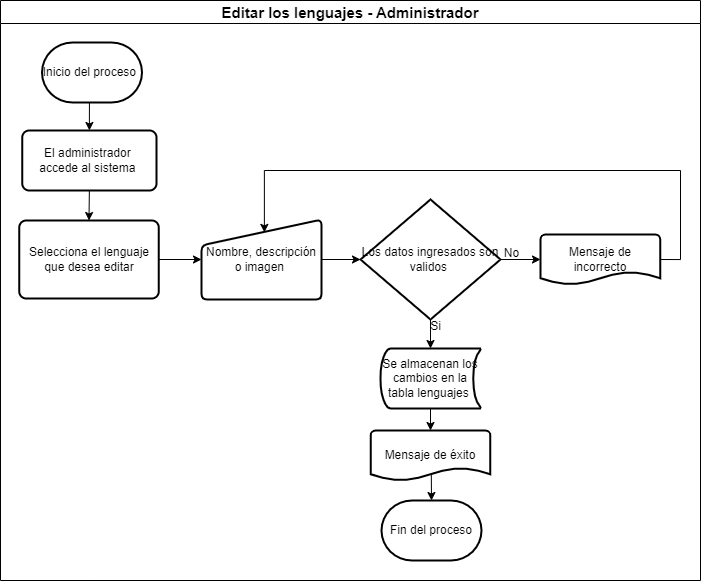 Editar los lenguajes - Administrador
Inicio del proceso
El administrador
accede al sistema
Selecciona el lenguaje
que desea editar
Nombre, descripción
o imagen
Los datos ingresados son
validos
No
Mensaje de
incorrecto
Si
Se almacenan los
cambios en la
tabla lenguajes
Mensaje de éxito
Fin del proceso